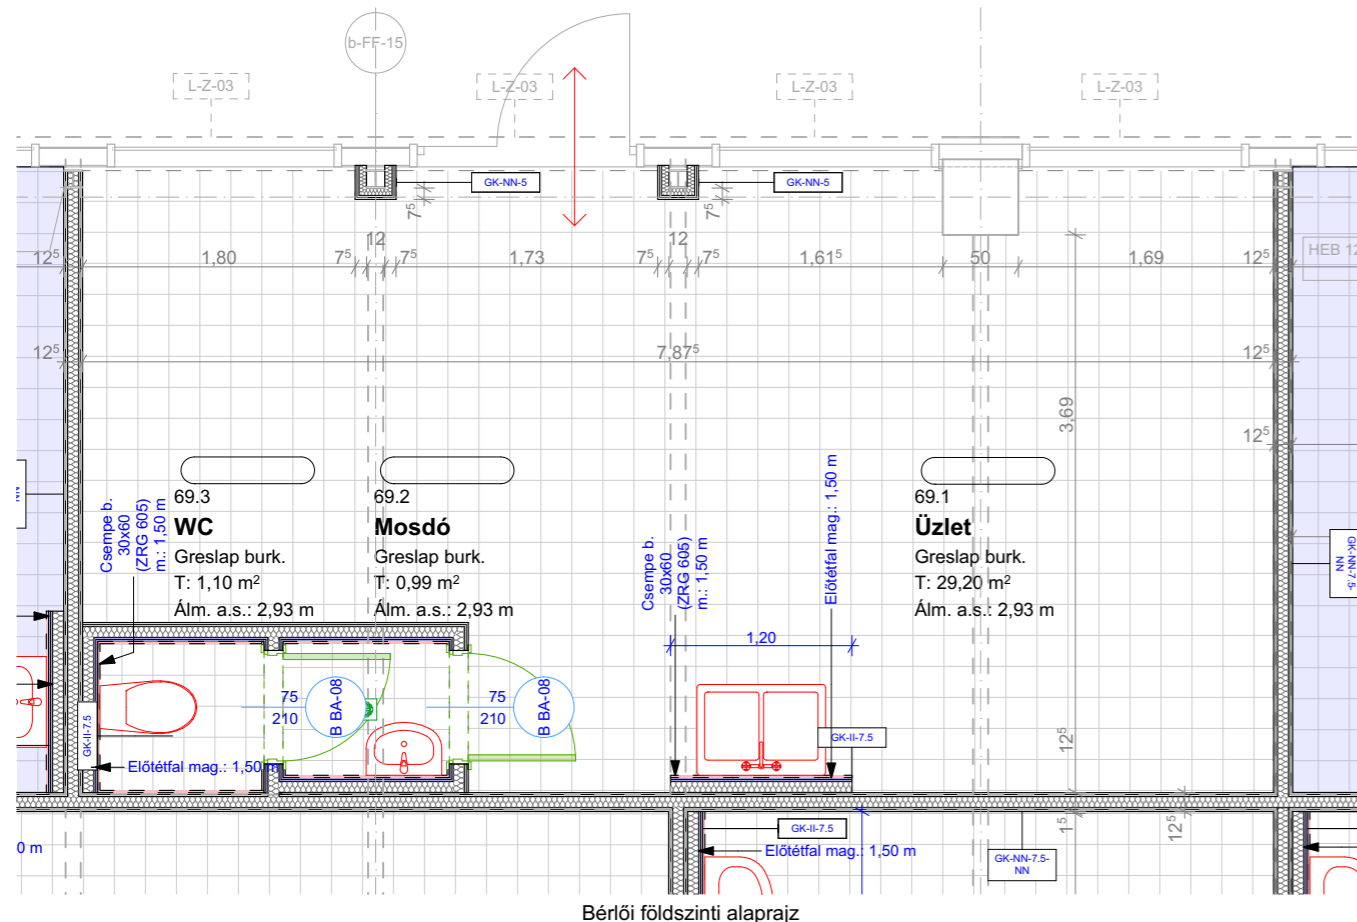 b-FF-15
L-Z-03
L-Z-03
L-Z-03
L-Z-03
GK-NN-5
GK-NN-5
7⁵
7⁵
12
12
12⁵
1,80
7⁵
7⁵
1,73
7⁵
7⁵
1,61⁵
50
1,69
12⁵
HEB 12
12⁵
7,87⁵
12⁵
3,69
12⁵
NN
Csempe b.
30x60
(ZRG 605)
m.: 1,50 m
69.3
WC
Greslap burk.
T: 1,10 m²
Álm. a.s.: 2,93 m
69.2
Mosdó
Greslap burk.
T: 0,99 m²
Álm. a.s.: 2,93 m
Csempe b.
30x60
(ZRG 605)
m.: 1,50 m
Előtétfal mag.: 1,50 m
69.1
Üzlet
Greslap burk.
T: 29,20 m²
Álm. a.s.: 2,93 m
GK-NN-7.5-
NN
1,20
75
210
B BA-08
75
210
B BA-08
GK-II-7.5
GK-II-7.5
Előtétfal mag.: 1,50 m
12⁵
1⁵
12⁵
0 m
GK-II-7.5
Előtétfal mag.: 1,50 m
GK-NN-7.5-
NN
Bérlői földszinti alaprajz